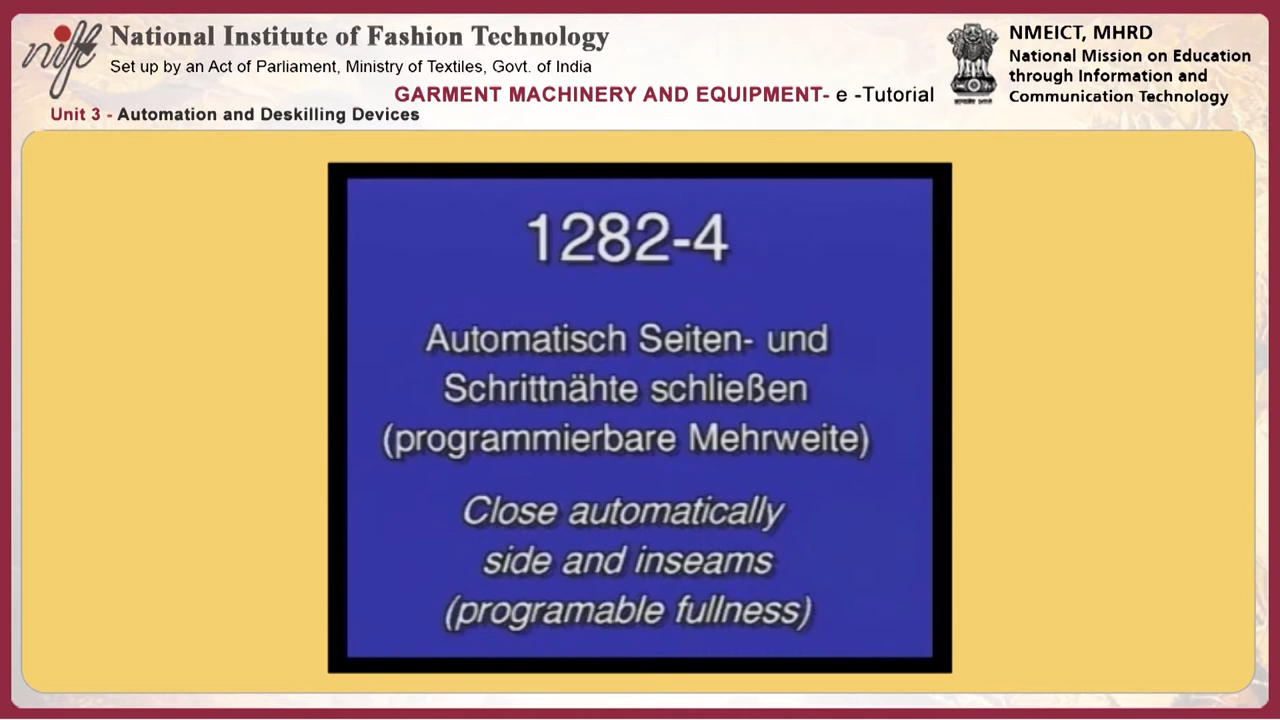 nift
National Institute of Fashion Technology
Set up by an Act of Parliament, Ministry of Textiles, Govt. of India
GARMENT MACHINERY AND EQUIPMENT- e -Tutorial
Unit 3 - Automation and Deskilling Devices
NMEICT, MHRD
National Mission on Education
through Information and
Communication Technology
1282-4
Automatisch Seiten- und
Schrittnähte schließen
(programmierbare Mehrweite)
Close automatically
side and inseams
(programable fullness)